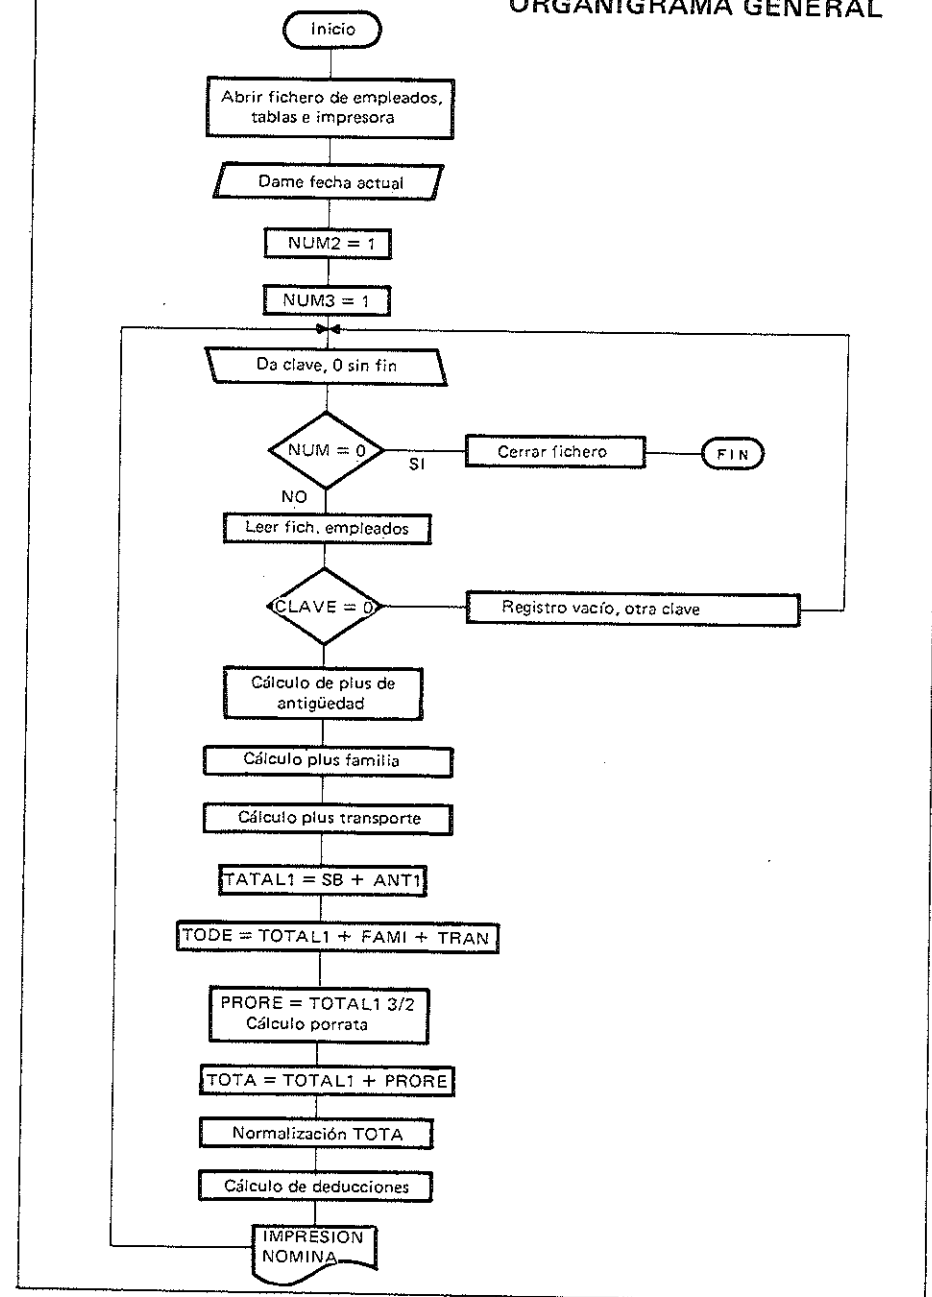 ORGANIGRAMA GENERAL
Inicio
Abrir fichero de empleados,
tablas e impresora
Dame fecha actual
NUM2 = 1
NUM3 = 1
Da clave, 0 sin fin
NUM = 0
SI
Cerrar fichero
FIN
NO
Leer fich. empleados
CLAVE = 0
Registro vacío, otra clave
Cálculo de plus de
antigüedad
Cálculo plus familia
Cálculo plus transporte
TATAL1 = SB + ANT1
TODE = TOTAL1 + FAMI + TRAN
PRORE = TOTAL1 3/2
Cálculo porrata
TOTA = TOTAL1 + PRORE
Normalización TOTA
Cálculo de deducciones
IMPRESION
NOMINA